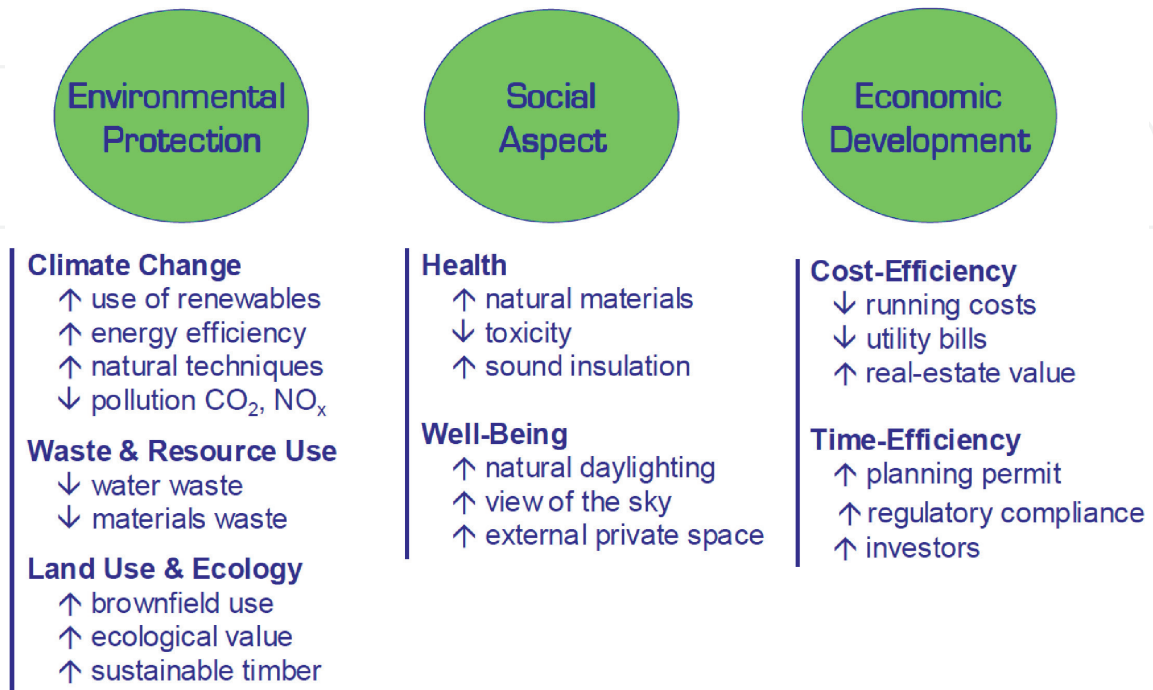 Environmental
Protection
Climate Change
↑ use of renewables
↑ energy efficiency
↑ natural techniques
↓ pollution CO₂, NOₓ
Waste & Resource Use
↓ water waste
↓ materials waste
Land Use & Ecology
↑ brownfield use
↑ ecological value
↑ sustainable timber
Social
Aspect
Health
↑ natural materials
↓ toxicity
↑ sound insulation
Well-Being
↑ natural daylighting
↑ view of the sky
↑ external private space
Economic
Development
Cost-Efficiency
↓ running costs
↓ utility bills
↑ real-estate value
Time-Efficiency
↑ planning permit
↑ regulatory compliance
↑ investors